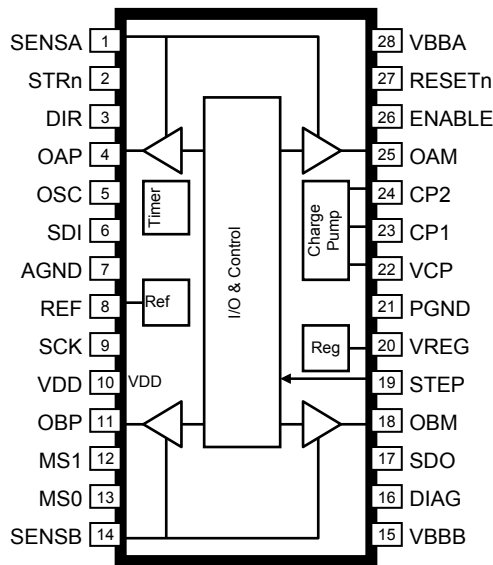 SENSA 1
STRn 2
DIR 3
OAP 4
OSC 5
SDI 6
AGND 7
REF 8
SCK 9
VDD 10 VDD
OBP 11
MS1 12
MS0 13
SENSB 14
Timer
Ref
I/O & Control
Charge
Pump
Reg
28 VBBA
27 RESETn
26 ENABLE
25 OAM
24 CP2
23 CP1
22 VCP
21 PGND
20 VREG
19 STEP
18 OBM
17 SDO
16 DIAG
15 VBBB